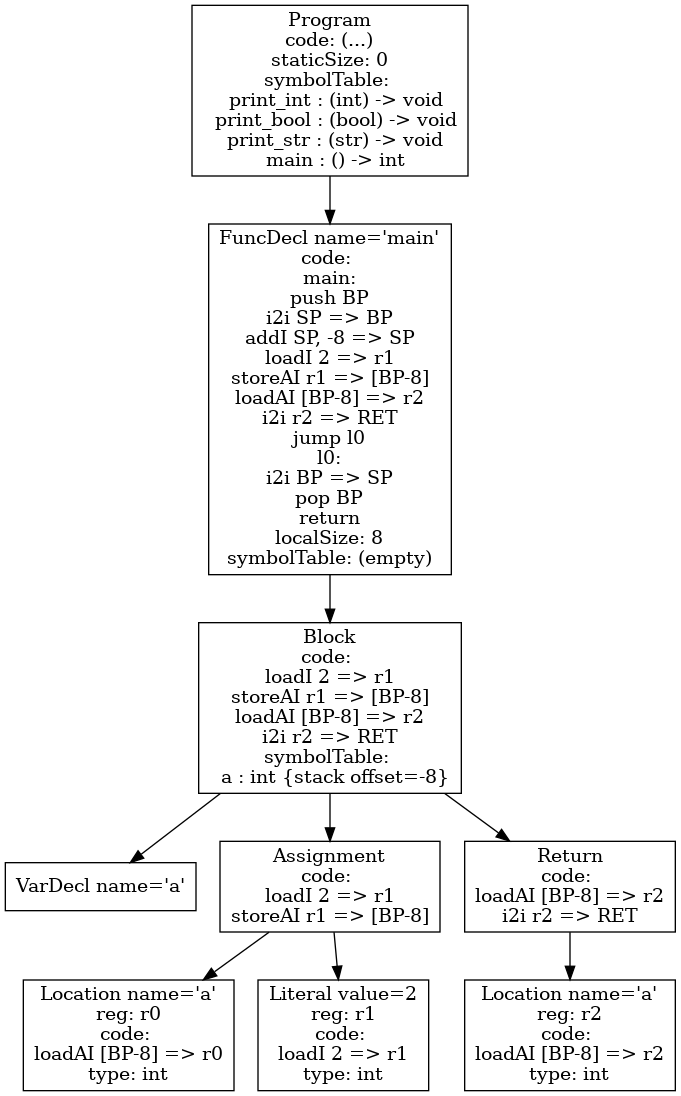 Program
code: (...)
staticSize: 0
symbolTable:
print_int : (int) -> void
print_bool : (bool) -> void
print_str : (str) -> void
main : () -> int
FuncDecl name='main'
code:
main:
push BP
i2i SP => BP
addI SP, -8 => SP
loadI 2 => r1
storeAI r1 => [BP-8]
loadAI [BP-8] => r2
i2i r2 => RET
jump l0
l0:
i2i BP => SP
pop BP
return
localSize: 8
symbolTable: (empty)
Block
code:
loadI 2 => r1
storeAI r1 => [BP-8]
loadAI [BP-8] => r2
i2i r2 => RET
symbolTable:
a : int {stack offset=-8}
VarDecl name='a'
Assignment
code:
loadI 2 => r1
storeAI r1 => [BP-8]
Return
code:
loadAI [BP-8] => r2
i2i r2 => RET
Location name='a'
reg: r0
code:
loadAI [BP-8] => r0
type: int
Literal value=2
reg: r1
code:
loadI 2 => r1
type: int
Location name='a'
reg: r2
code:
loadAI [BP-8] => r2
type: int